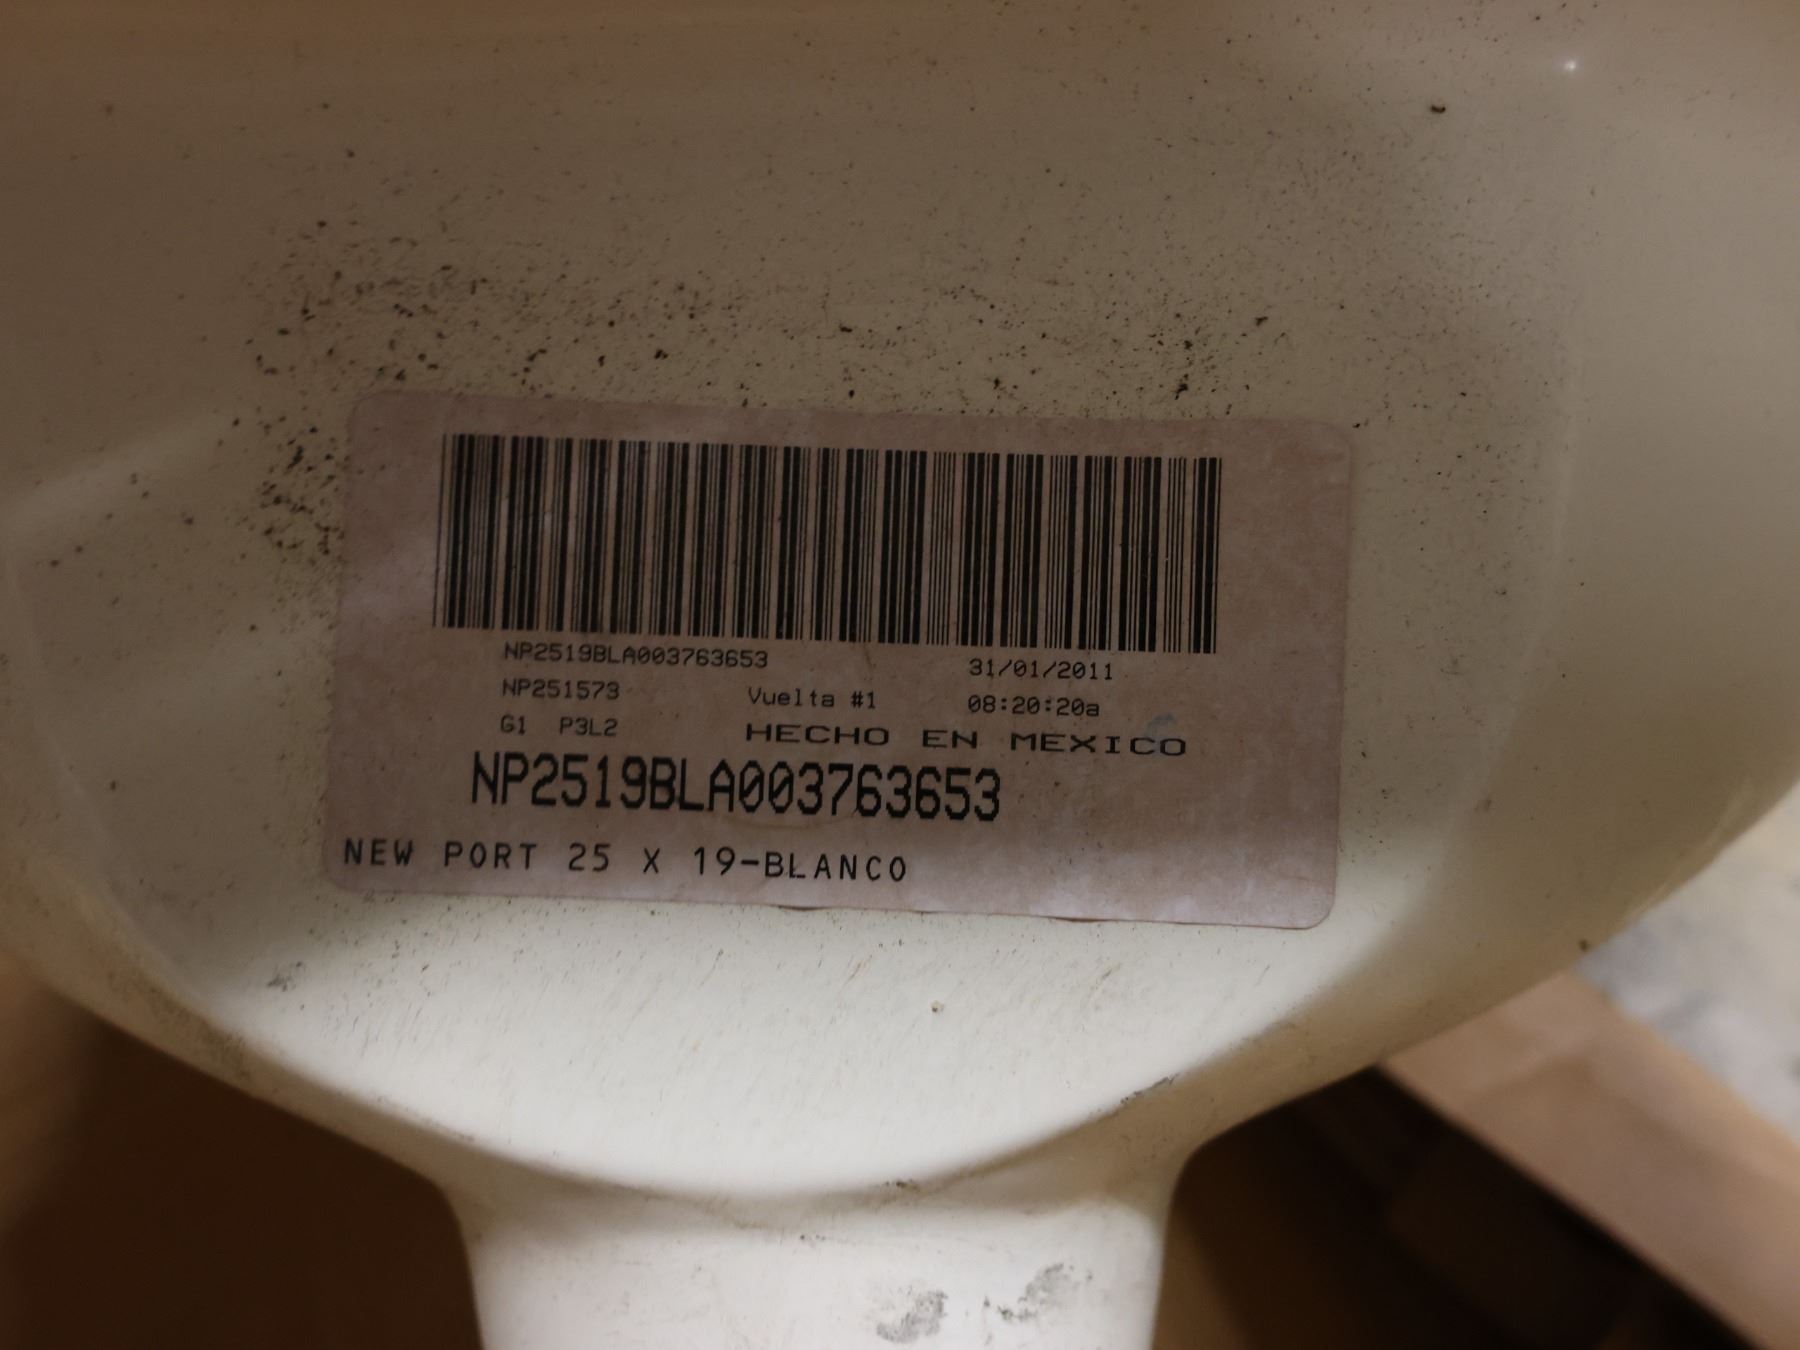 NP2519BLA003763653 31/01/2011
NP251573 Vuelta #1 08:20:20a
G1 P3L2 HECHO EN MEXICO
NP2519BLA003763653
NEW PORT 25 X 19-BLANCO